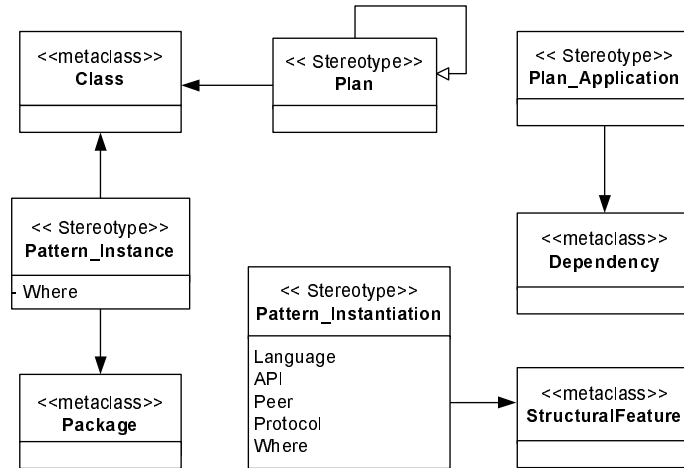 <<metaclass>>
Class
<< Stereotype>>
Plan
<< Stereotype>>
Plan_Application
<< Stereotype>>
Pattern_Instance
- Where
<<metaclass>>
Dependency
<< Stereotype>>
Pattern_Instantiation
Language
API
Peer
Protocol
Where
<<metaclass>>
Package
<<metaclass>>
StructuralFeature